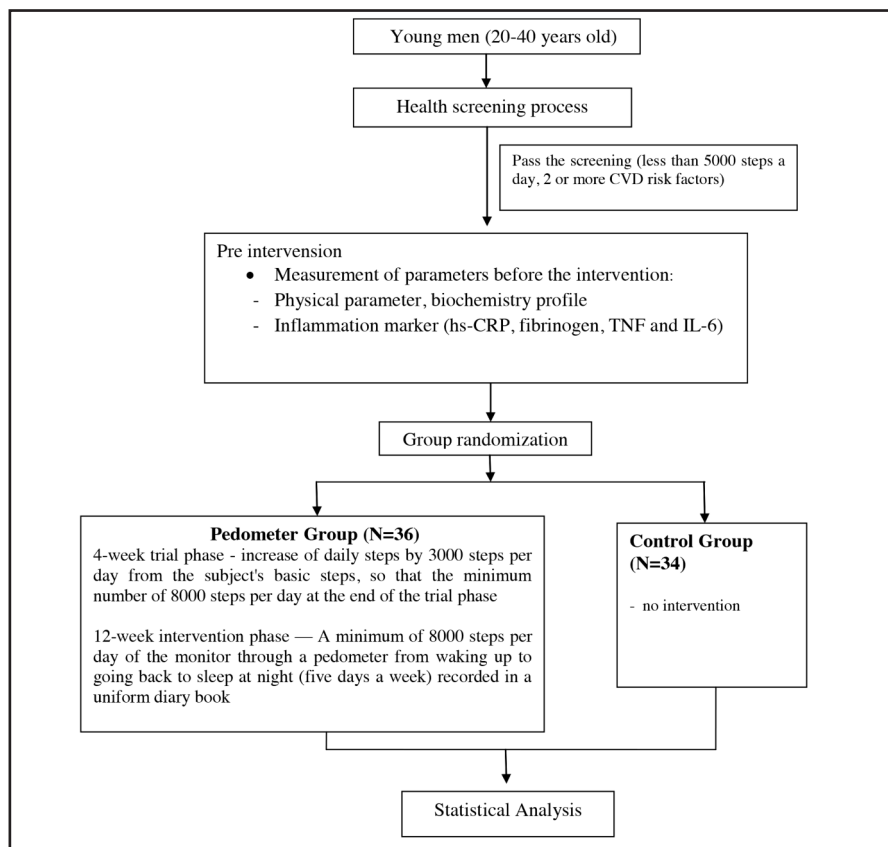 Young men (20-40 years old)
Health screening process
Pass the screening (less than 5000 steps a
day, 2 or more CVD risk factors)
Pre intervension
• Measurement of parameters before the intervention:
- Physical parameter, biochemistry profile
- Inflammation marker (hs-CRP, fibrinogen, TNF and IL-6)
Group randomization
Pedometer Group (N=36)
4-week trial phase - increase of daily steps by 3000 steps per
day from the subject's basic steps, so that the minimum
number of 8000 steps per day at the end of the trial phase
12-week intervention phase — A minimum of 8000 steps per
day of the monitor through a pedometer from waking up to
going back to sleep at night (five days a week) recorded in a
uniform diary book
Control Group
(N=34)
- no intervention
Statistical Analysis